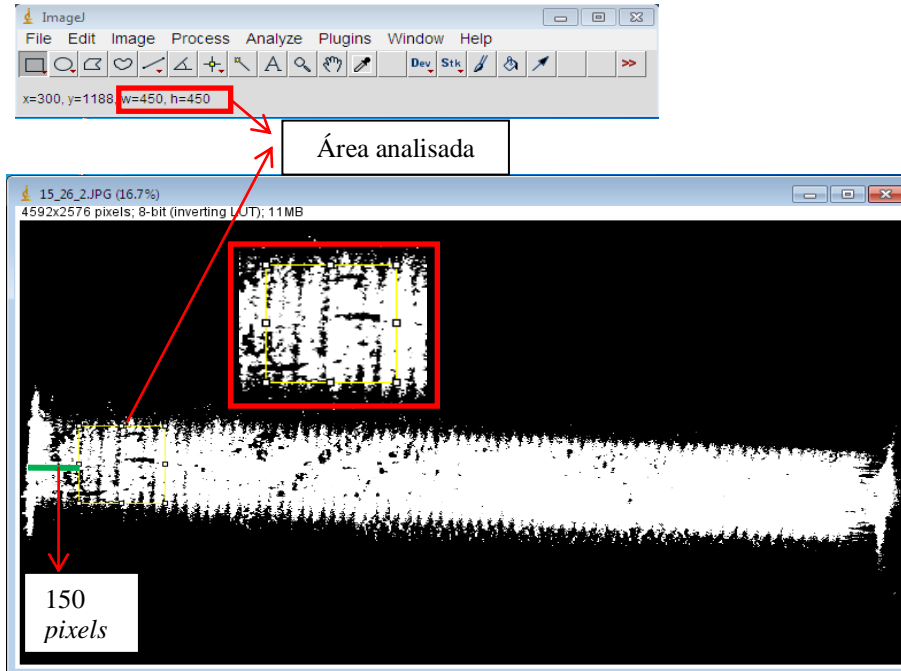 ImageJ
File Edit Image Process Analyze Plugins Window Help
A Dev Stk >>
x=300, y=1188, w=450, h=450
Área analisada
15_26_2.JPG (16.7%)
4592x2576 pixels; 8-bit (inverting LUT); 11MB
150
pixels